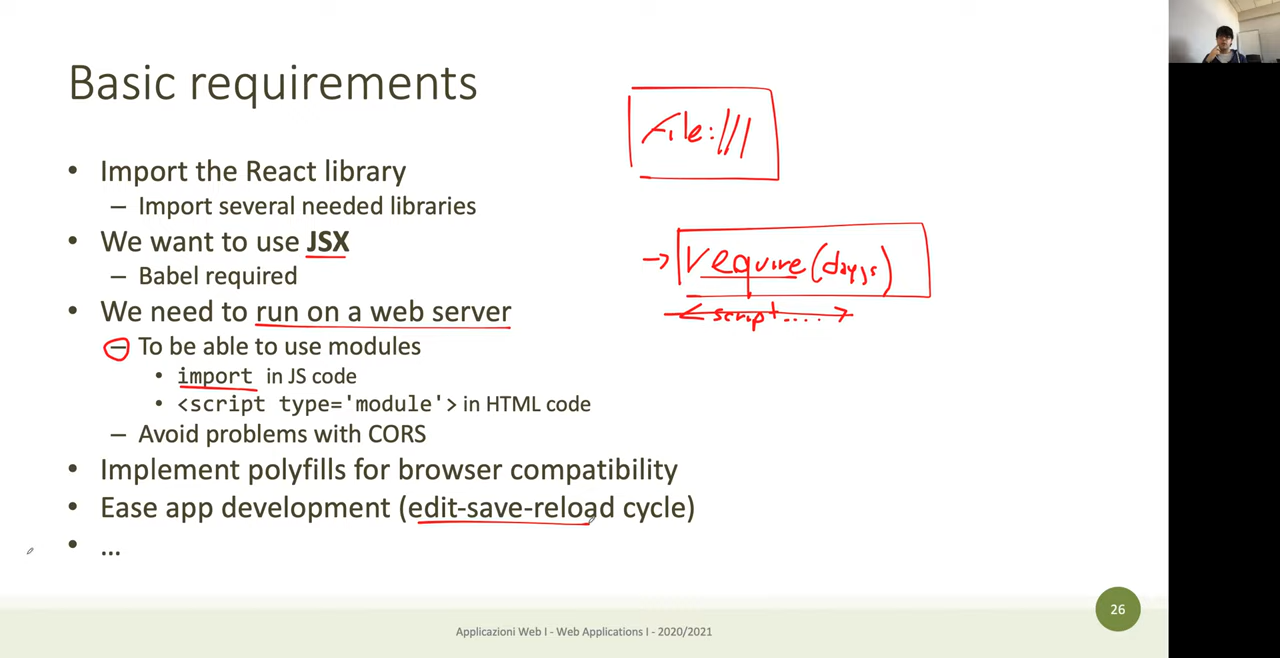 Basic requirements
File:///
• Import the React library
– Import several needed libraries
• We want to use JSX
– Babel required
→ require(dayjs)
<script....>
• We need to run on a web server
– To be able to use modules
• import in JS code
• <script type='module'> in HTML code
– Avoid problems with CORS
• Implement polyfills for browser compatibility
• Ease app development (edit-save-reload cycle)
• ...
26
Applicazioni Web I - Web Applications I - 2020/2021